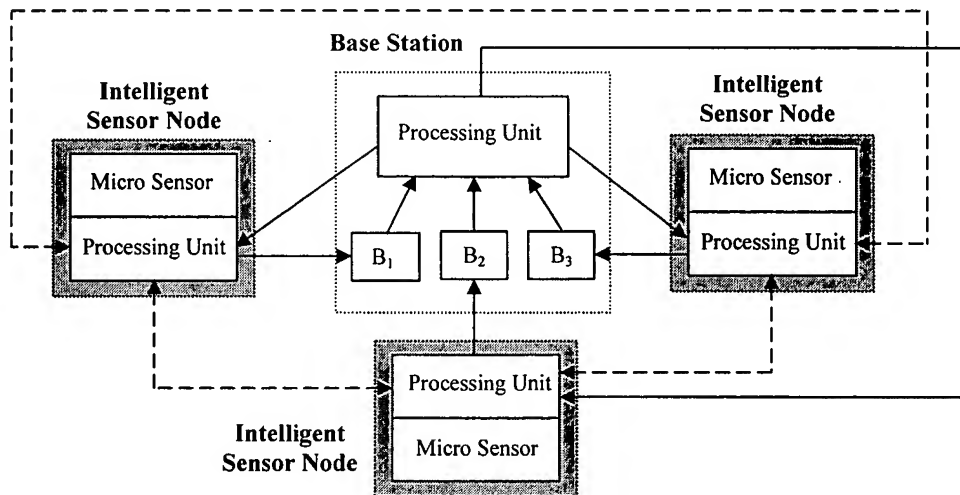 Base Station
Intelligent
Sensor Node
Intelligent
Sensor Node
Processing Unit
Micro Sensor
Processing Unit
Micro Sensor
Processing Unit
B₁
B₂
B₃
Processing Unit
Micro Sensor
Intelligent
Sensor Node